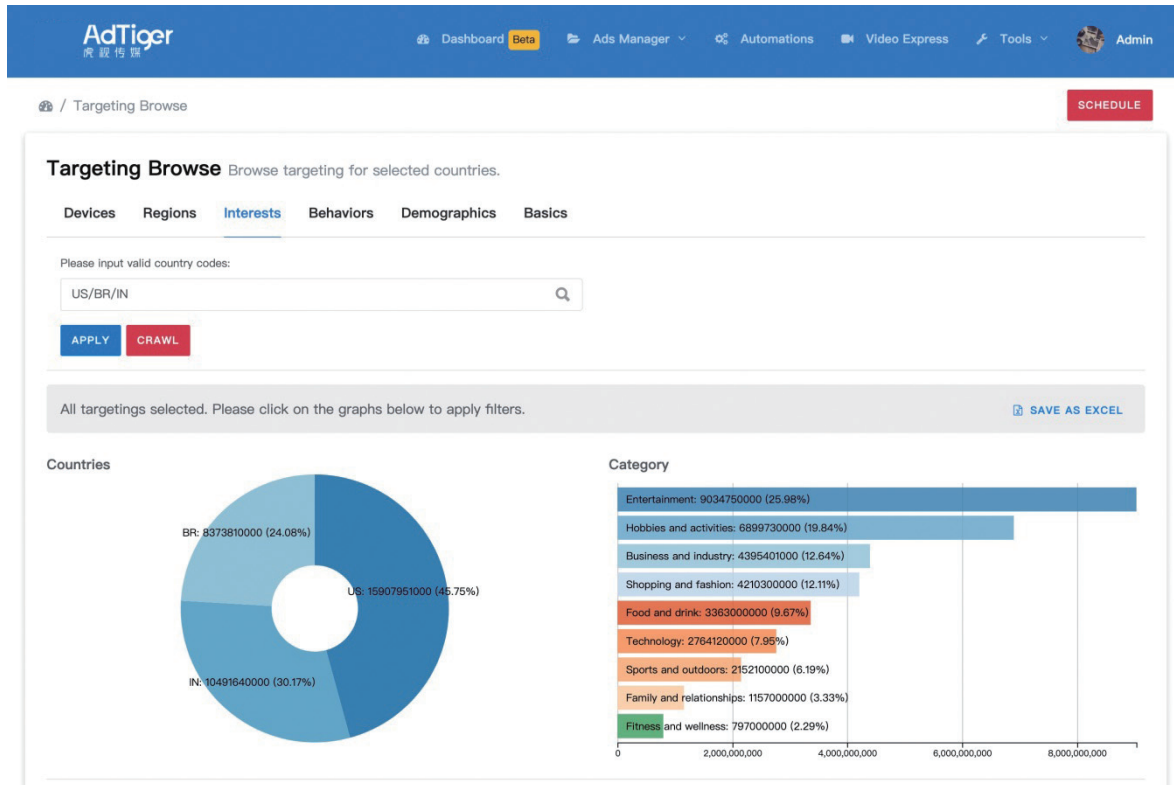 AdTiger
虎视传媒
Dashboard Beta
Ads Manager
Automations
Video Express
Tools
Admin
/ Targeting Browse
SCHEDULE
Targeting Browse Browse targeting for selected countries.
Devices Regions Interests Behaviors Demographics Basics
Please input valid country codes:
US/BR/IN
APPLY CRAWL
All targetings selected. Please click on the graphs below to apply filters.
SAVE AS EXCEL
Countries
BR: 8373810000 (24.08%)
US: 15907951000 (45.75%)
IN: 10491640000 (30.17%)
Category
Entertainment: 9034750000 (25.98%)
Hobbies and activities: 6899730000 (19.84%)
Business and industry: 4395401000 (12.64%)
Shopping and fashion: 4210300000 (12.11%)
Food and drink: 3363000000 (9.67%)
Technology: 2764120000 (7.95%)
Sports and outdoors: 2152100000 (6.19%)
Family and relationships: 1157000000 (3.33%)
Fitness and wellness: 797000000 (2.29%)
0 2,000,000,000 4,000,000,000 6,000,000,000 8,000,000,000